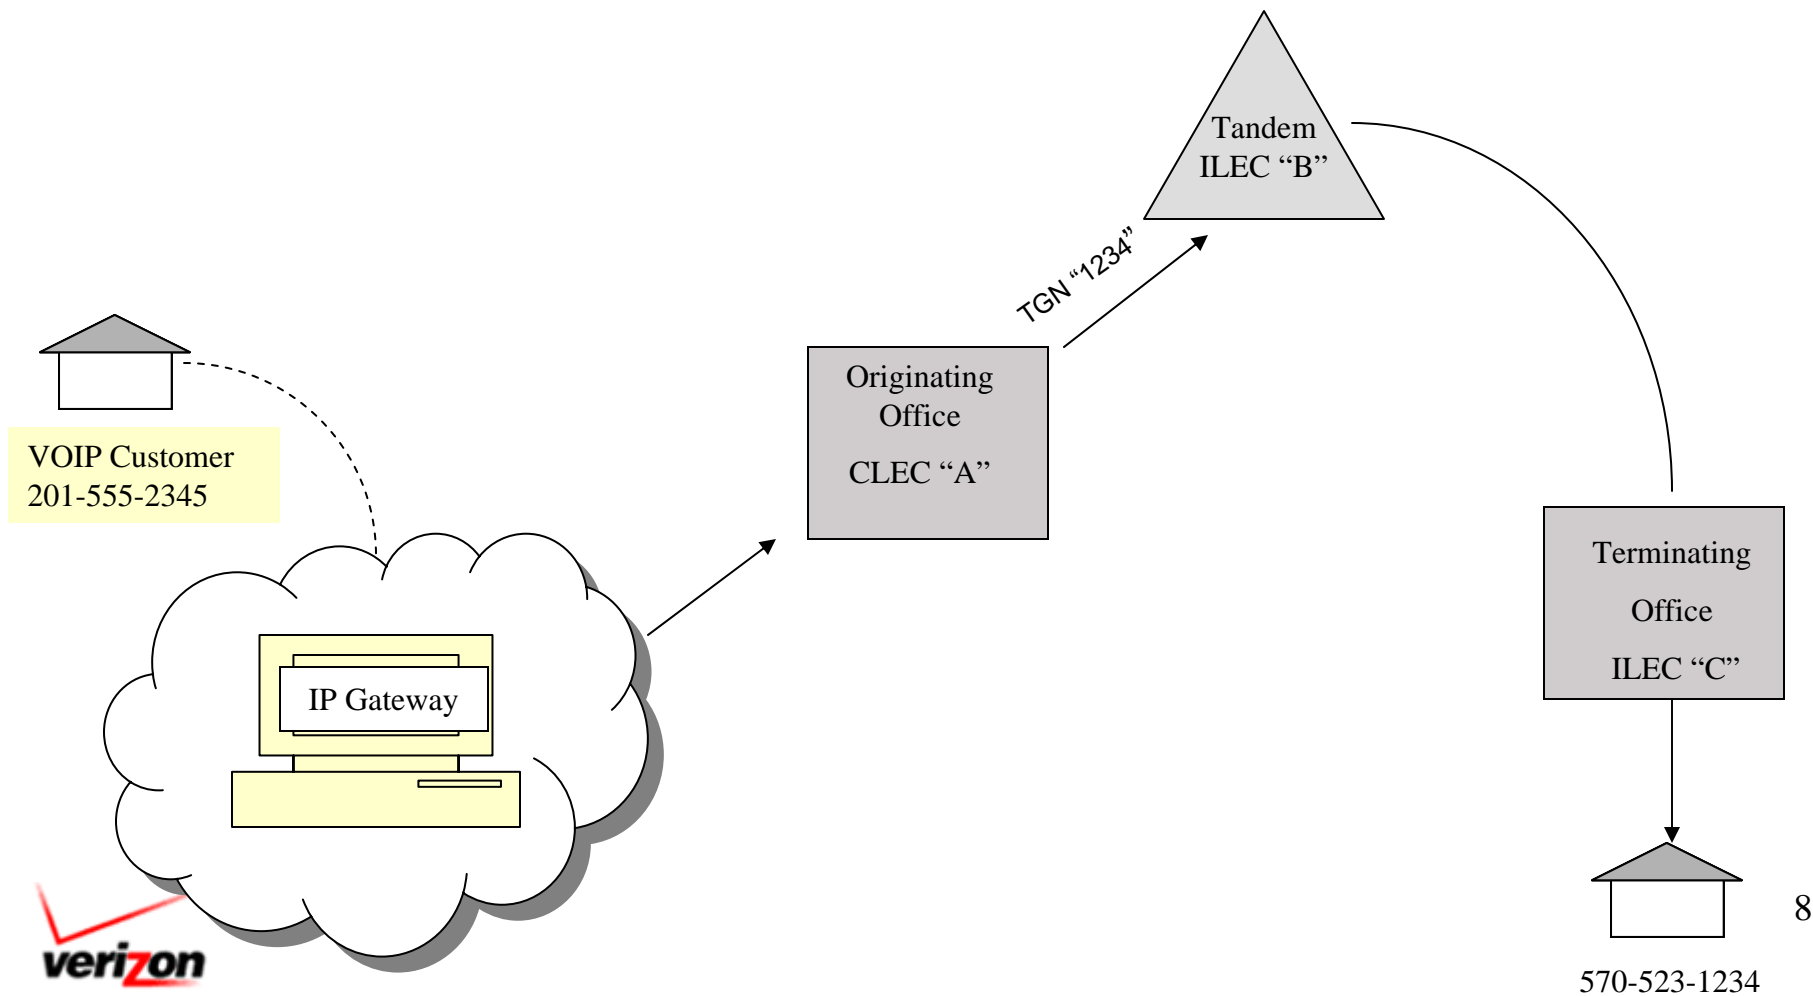 Tandem
ILEC “B”
TGN “1234”
Originating
Office
CLEC “A”
VOIP Customer
201-555-2345
Terminating
Office
ILEC “C”
IP Gateway
8
verizon
570-523-1234